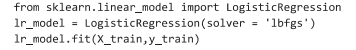 from sklearn.linear_model import LogisticRegression
lr_model = LogisticRegression(solver = 'lbfgs')
lr_model.fit(X_train,y_train)